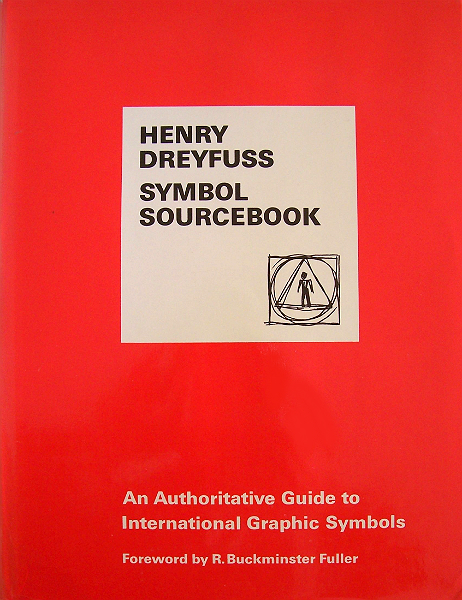 HENRY
DREYFUSS
SYMBOL
SOURCEBOOK
An Authoritative Guide to
International Graphic Symbols
Foreword by R. Buckminster Fuller